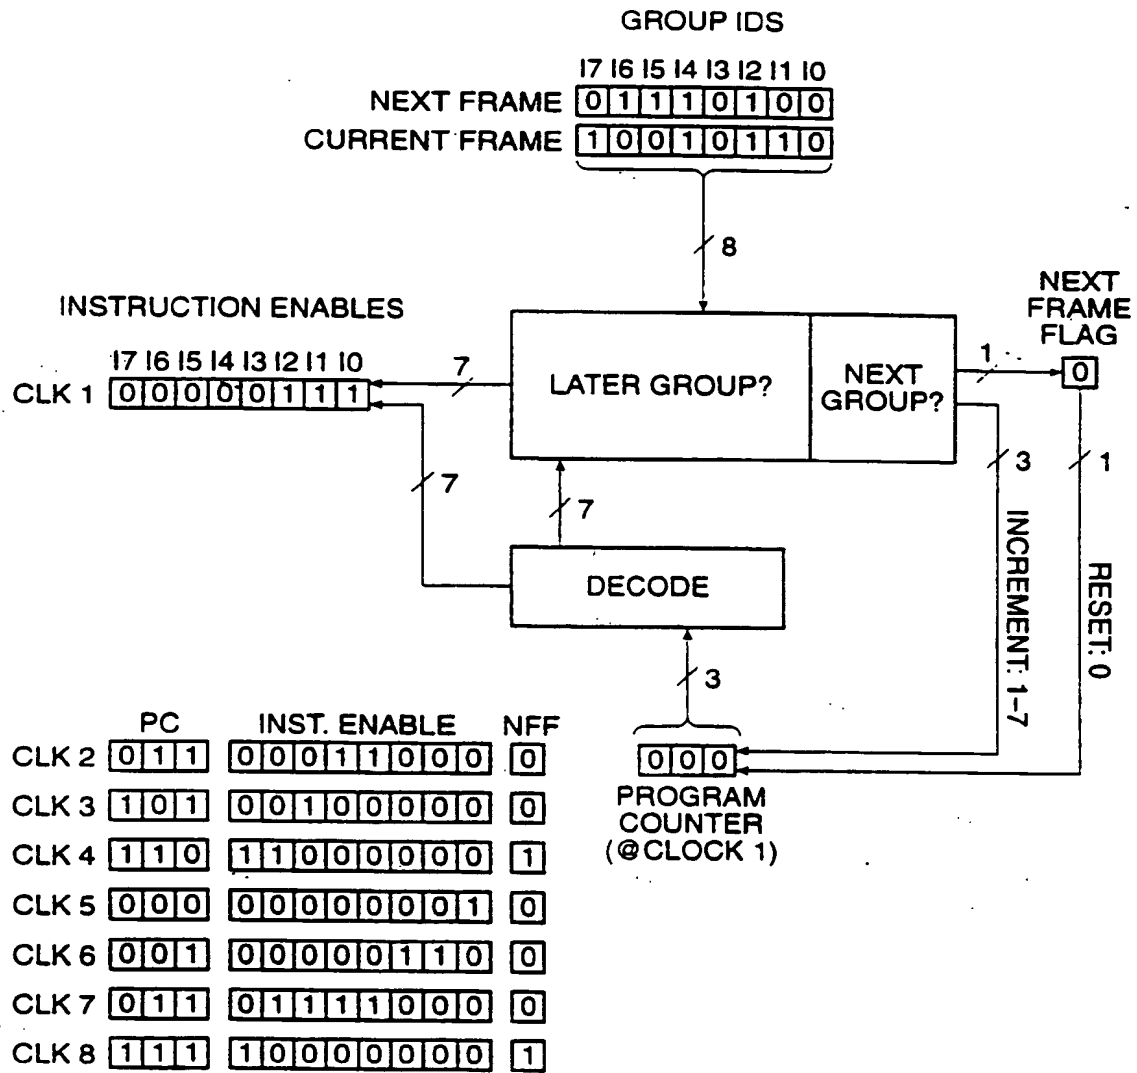 GROUP IDS
I7 I6 I5 I4 I3 I2 I1 I0
NEXT FRAME 0 1 1 1 0 1 0 0
CURRENT FRAME 1 0 0 1 0 1 1 0
8
INSTRUCTION ENABLES
I7 I6 I5 I4 I3 I2 I1 I0
CLK 1 0 0 0 0 0 1 1 1
7
LATER GROUP?
NEXT
GROUP?
1
NEXT
FRAME
FLAG
0
7
7
3
1
INCREMENT: 1–7
RESET: 0
DECODE
3
0 0 0
PROGRAM
COUNTER
(@CLOCK 1)
PC INST. ENABLE NFF
CLK 2 0 1 1 0 0 0 1 1 0 0 0 0
CLK 3 1 0 1 0 0 1 0 0 0 0 0 0
CLK 4 1 1 0 1 1 0 0 0 0 0 0 1
CLK 5 0 0 0 0 0 0 0 0 0 0 1 0
CLK 6 0 0 1 0 0 0 0 0 1 1 0 0
CLK 7 0 1 1 0 1 1 1 1 0 0 0 0
CLK 8 1 1 1 1 0 0 0 0 0 0 0 1